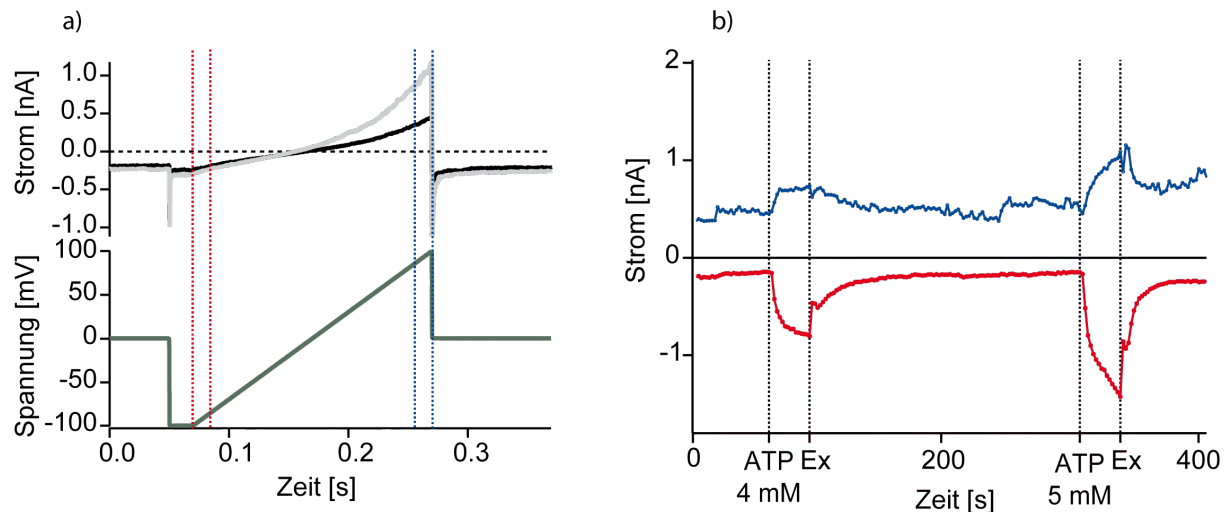 a)
Strom [nA]
1.0
0.5
0.0
-0.5
-1.0
Spannung [mV]
100
50
0
-50
-100
0.0 0.1 0.2 0.3
Zeit [s]
b)
Strom [nA]
2
1
0
-1
0 200 400
ATP Ex ATP Ex
4 mM Zeit [s] 5 mM